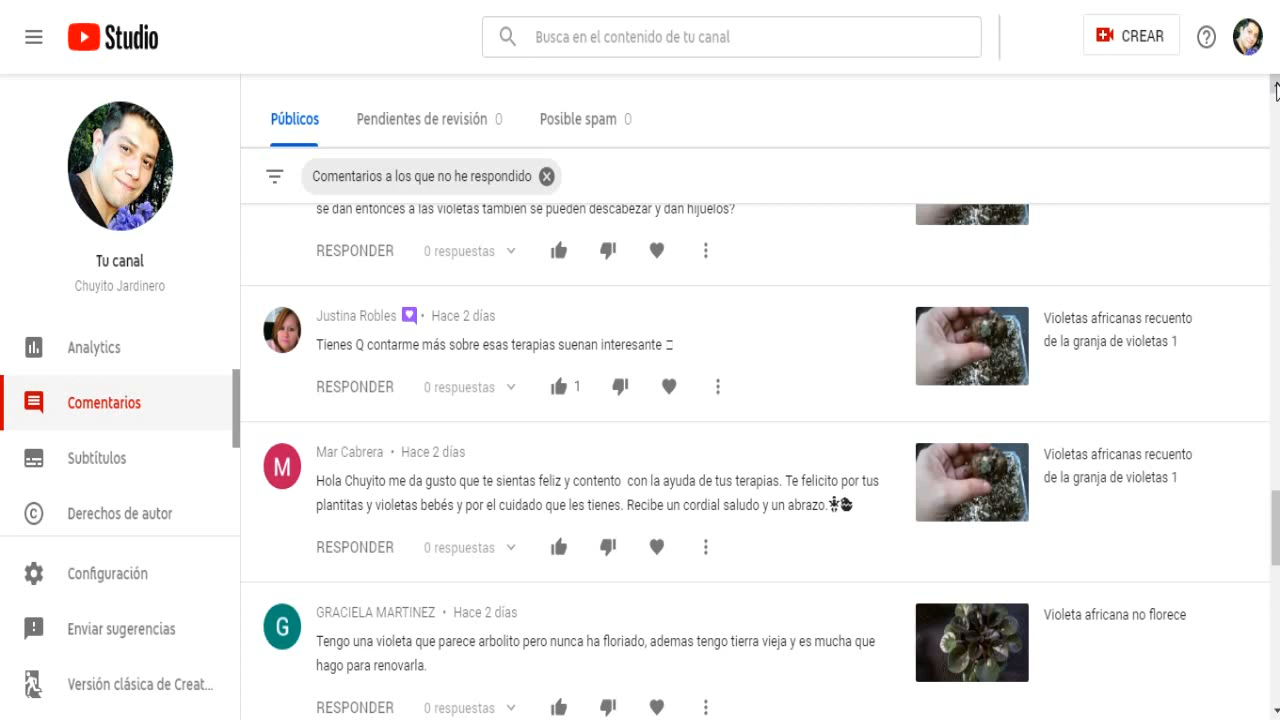 Studio
Busca en el contenido de tu canal
CREAR
Públicos
Pendientes de revisión 0
Posible spam 0
Comentarios a los que no he respondido
Tu canal
Chuyito Jardinero
Analytics
Comentarios
Subtítulos
Derechos de autor
Configuración
Enviar sugerencias
Versión clásica de Creat...
se dan entonces a las violetas tambien se pueden descabezar y dan hijuelos?
RESPONDER 0 respuestas
Justina Robles • Hace 2 días
Tienes Q contarme más sobre esas terapias suenan interesante
RESPONDER 0 respuestas 1
Violetas africanas recuento
de la granja de violetas 1
Mar Cabrera • Hace 2 días
M
Hola Chuyito me da gusto que te sientas feliz y contento con la ayuda de tus terapias. Te felicito por tus
plantitas y violetas bebés y por el cuidado que les tienes. Recibe un cordial saludo y un abrazo.
RESPONDER 0 respuestas
Violetas africanas recuento
de la granja de violetas 1
GRACIELA MARTINEZ • Hace 2 días
G
Tengo una violeta que parece arbolito pero nunca ha floriado, ademas tengo tierra vieja y es mucha que
hago para renovarla.
RESPONDER 0 respuestas
Violeta africana no florece